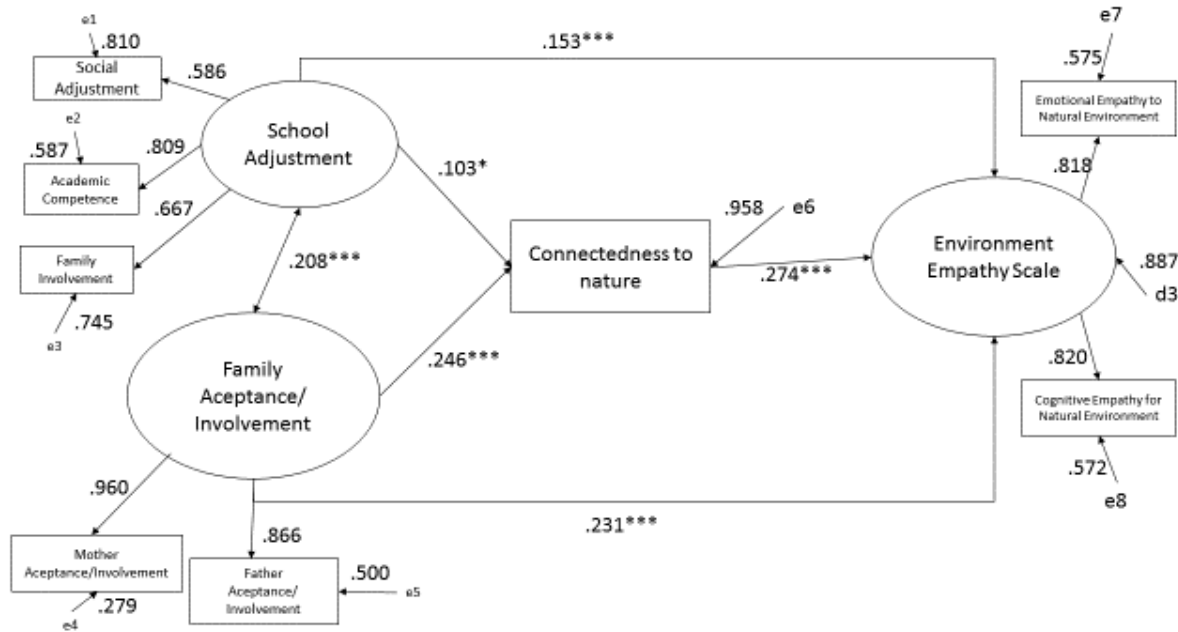 e1
.810
Social
Adjustment
.586
e2
.587
.809
Academic
Competence
.667
Family
Involvement
.745
e3
School
Adjustment
.153***
.103*
.208***
.246***
Family
Aceptance/
Involvement
.960
.866
Mother
Aceptance/Involvement
.279
e4
Father
Aceptance/
Involvement
.500
e5
.231***
Connectedness to
nature
.958
e6
.274***
Environment
Empathy Scale
.887
d3
e7
.575
Emotional Empathy to
Natural Environment
.818
.820
Cognitive Empathy for
Natural Environment
.572
e8